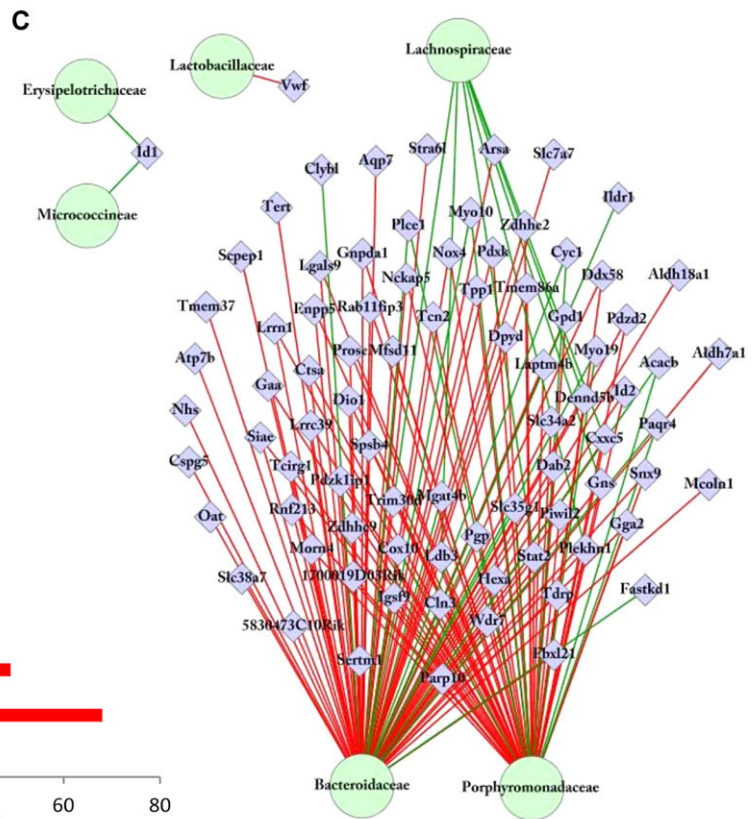 C
Lachnospiraceae
Lactobacillaceae
Vwf
Erysipelotrichaceae
Id1
Micrococcineae
Stra6l
Arsa
Slc7a7
Aqp7
Clybl
Ildr1
Tert
Myo10
Plce1
Zdhhc2
Scpep1
Lgals9
Gnpda1
Nox4
Pdxk
Cyc1
Nckap5
Ddx58
Aldh18a1
Tpp1
Tmem86a
Tmem37
Enpp5
Rab11fip3
Tcn2
Gpd1
Pdzd2
Lrrn1
Dpyd
Prosc
Mfsd11
Myo19
Aldh7a1
Atp7b
Ctsa
Laptm4b
Acacb
Gaa
Dio1
Dennd5b
Id2
Nhs
Lrrc39
Slc34a2
Paqr4
Siae
Spsb4
Cxxc5
Cspg5
Tcirg1
Dab2
Pdzk1ip1
Gns
Snx9
Mcoln1
Trim30d
Mgat4b
Oat
Rnf213
Slc35g1
Piwil2
Zdhhc9
Gga2
Pgp
Morn4
Cox10
Ldb3
Stat2
Plekhn1
Slc38a7
1700019D03Rik
Hexa
Fastkd1
Igsf9
Cln3
Tdrp
5830473C10Rik
Wdr7
Sertm1
Fbxl21
Parp10
Bacteroidaceae
Porphyromonadaceae
60
80